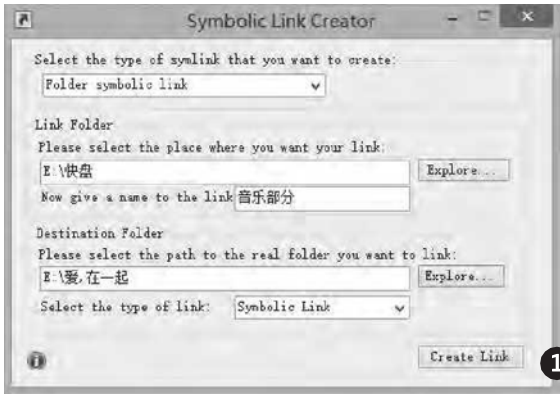 Symbolic Link Creator
Select the type of symlink that you want to create:
Folder symbolic link
Link Folder
Please select the place where you want your link:
E:\快盘
Explore...
Now give a name to the link
音乐部分
Destination Folder
Please select the path to the real folder you want to link:
E:\爱,在一起
Explore...
Select the type of link:
Symbolic Link
Create Link
1